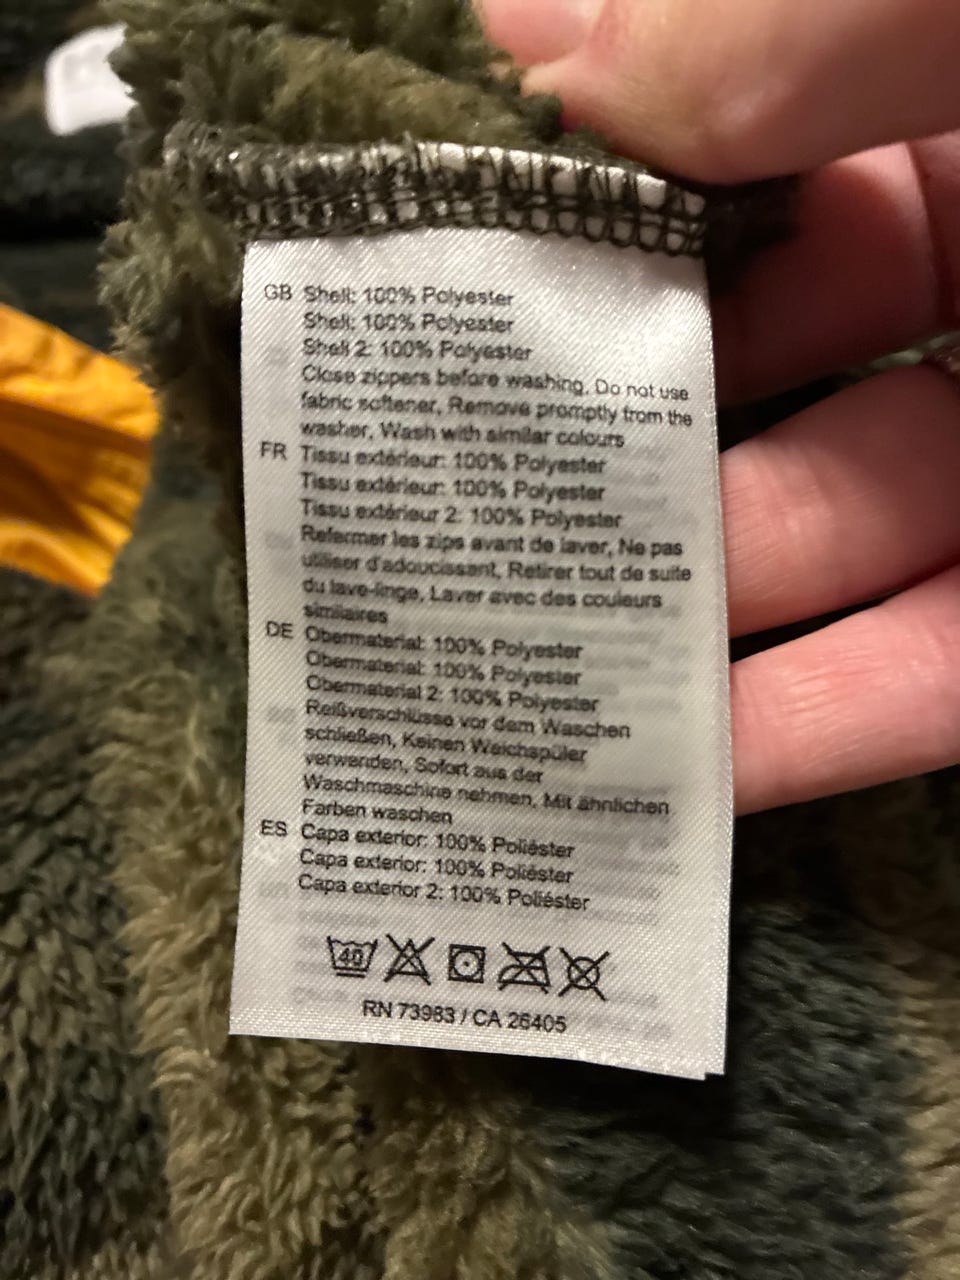 GB Shell: 100% Polyester
Shell: 100% Polyester
Shell 2: 100% Polyester
Close zippers before washing, Do not use
fabric softener, Remove promptly from the
washer, Wash with similar colours
FR Tissu extérieur: 100% Polyester
Tissu extérieur: 100% Polyester
Tissu extérieur 2: 100% Polyester
Refermer les zips avant de laver, Ne pas
utiliser d'adoucissant, Retirer tout de suite
du lave-linge, Laver avec des couleurs
similaires
DE Obermaterial: 100% Polyester
Obermaterial: 100% Polyester
Obermaterial 2: 100% Polyester
Reißverschlüsse vor dem Waschen
schließen, Keinen Weichspüler
verwenden, Sofort aus der
Waschmaschine nehmen, Mit ähnlichen
Farben waschen
ES Capa exterior: 100% Poliéster
Capa exterior: 100% Poliéster
Capa exterior 2: 100% Poliéster
40
RN 73983 / CA 26405